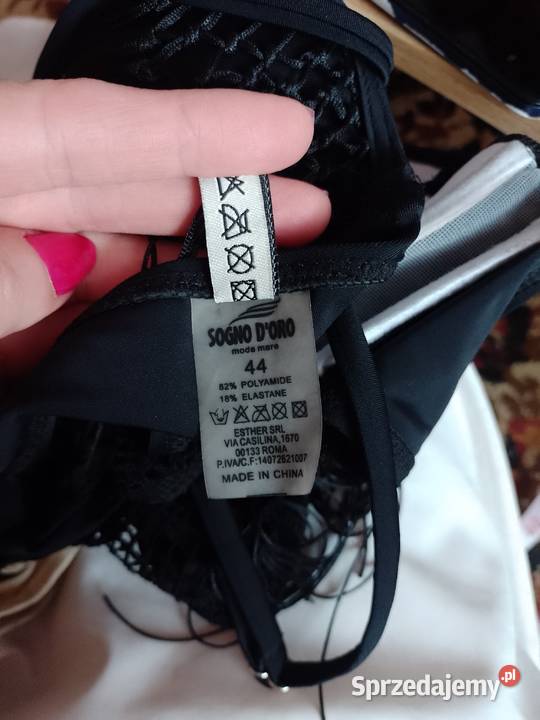 SOGNO D'ORO
moda mare
44
82% POLYAMIDE
18% ELASTANE
ESTHER SRL
VIA CASILINA,1670
00133 ROMA
P.IVA/C.F:14072621007
MADE IN CHINA
Sprzedajemy.pl